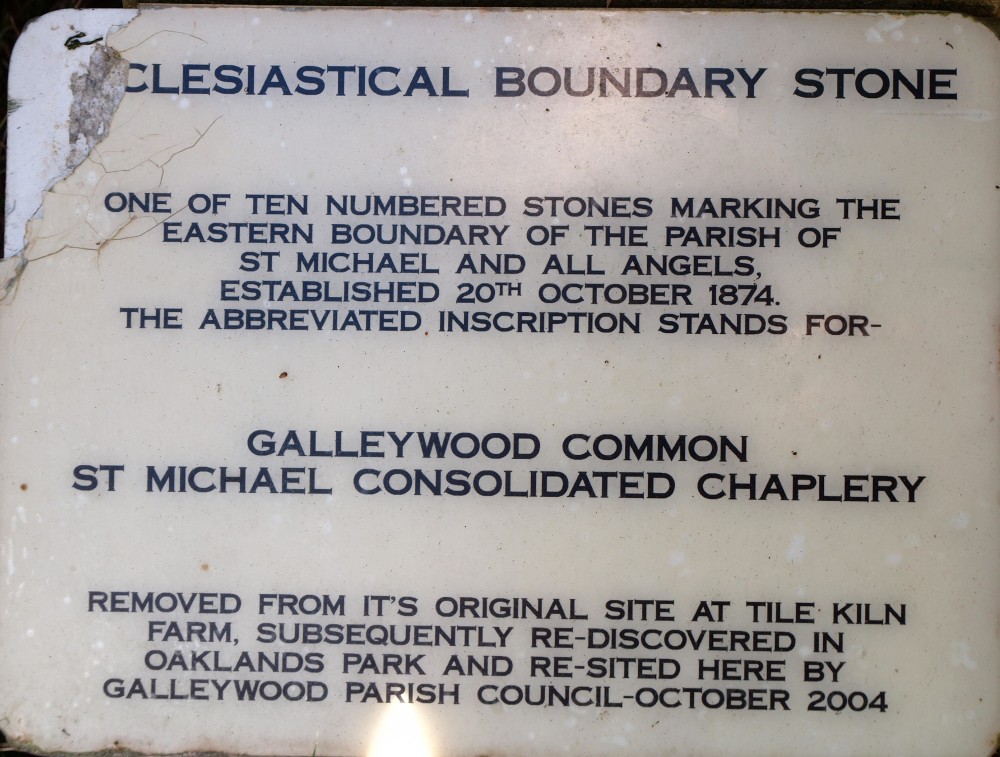 CLESIASTICAL BOUNDARY STONE
ONE OF TEN NUMBERED STONES MARKING THE
EASTERN BOUNDARY OF THE PARISH OF
ST MICHAEL AND ALL ANGELS,
ESTABLISHED 20TH OCTOBER 1874.
THE ABBREVIATED INSCRIPTION STANDS FOR-
GALLEYWOOD COMMON
ST MICHAEL CONSOLIDATED CHAPLERY
REMOVED FROM IT'S ORIGINAL SITE AT TILE KILN
FARM, SUBSEQUENTLY RE-DISCOVERED IN
OAKLANDS PARK AND RE-SITED HERE BY
GALLEYWOOD PARISH COUNCIL-OCTOBER 2004